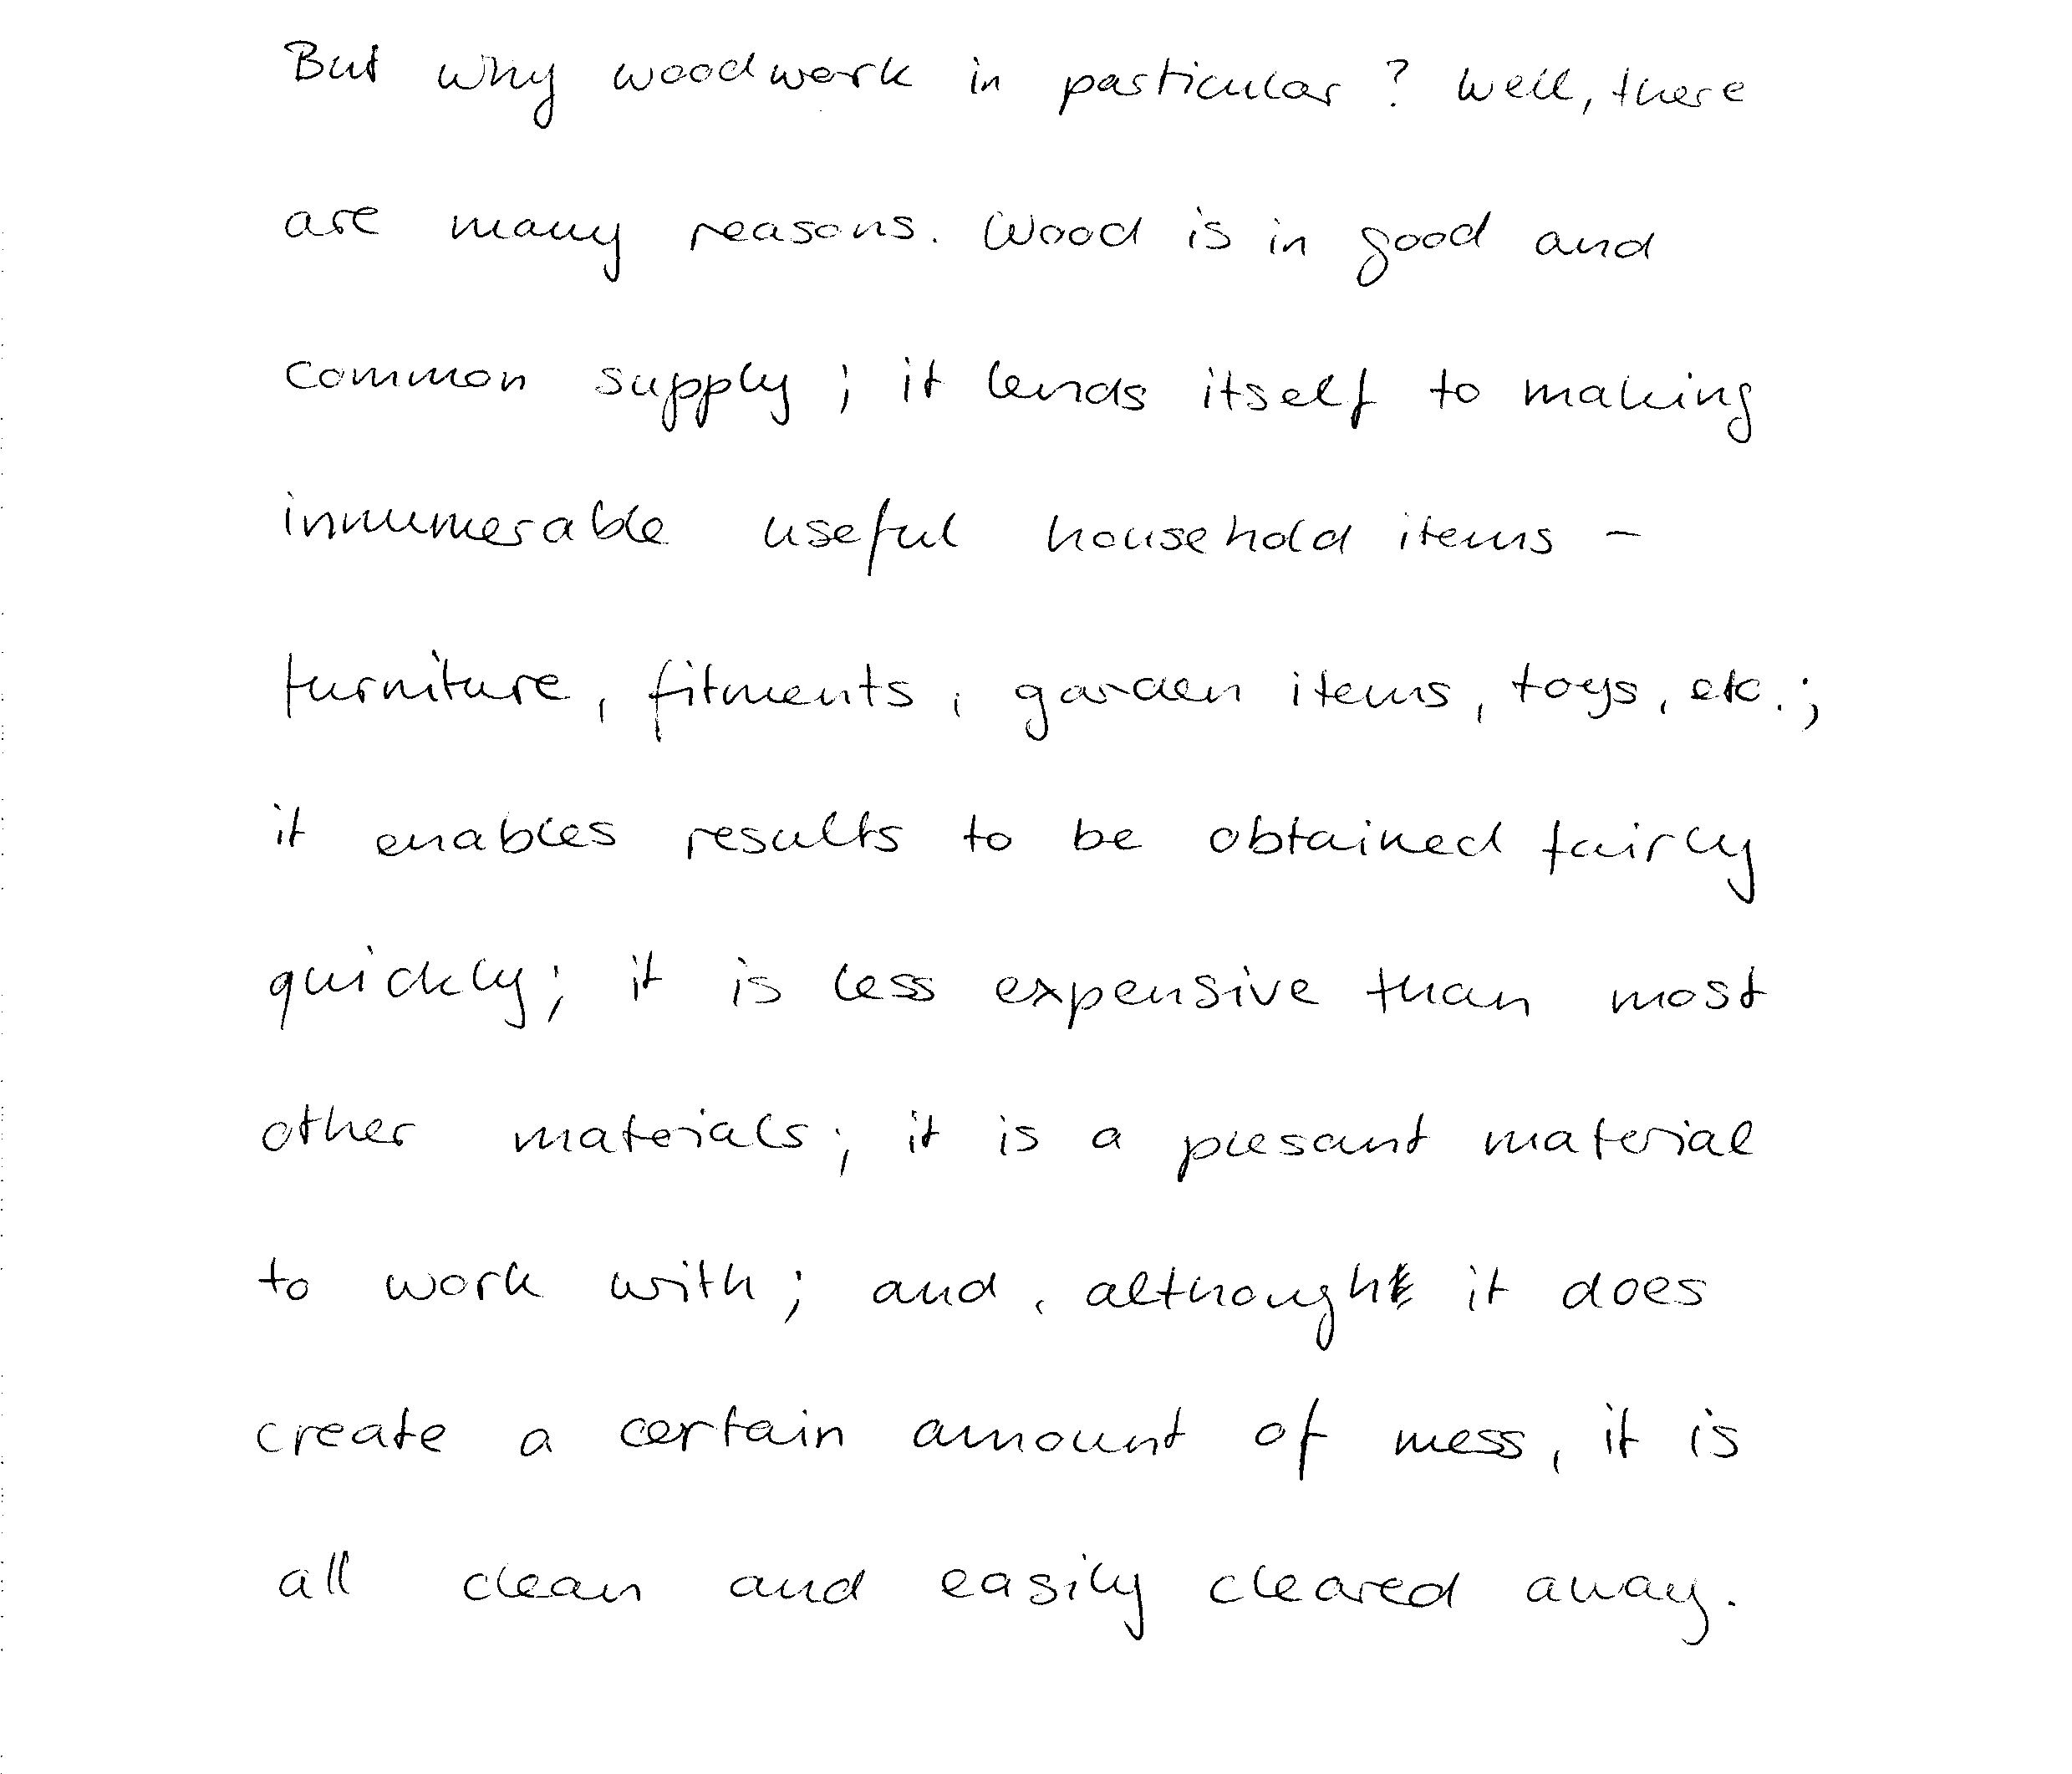 But why woodwork in particular? Well, there
are many reasons. Wood is in good and
common supply; it lends itself to making
innumerable useful household items -
furniture, fitments, garden items, toys, etc.;
it enables results to be obtained fairly
quickly; it is less expensive than most
other materials; it is a plesant material
to work with; and, although it does
create a certain amount of mess, it is
all clean and easily cleared away.